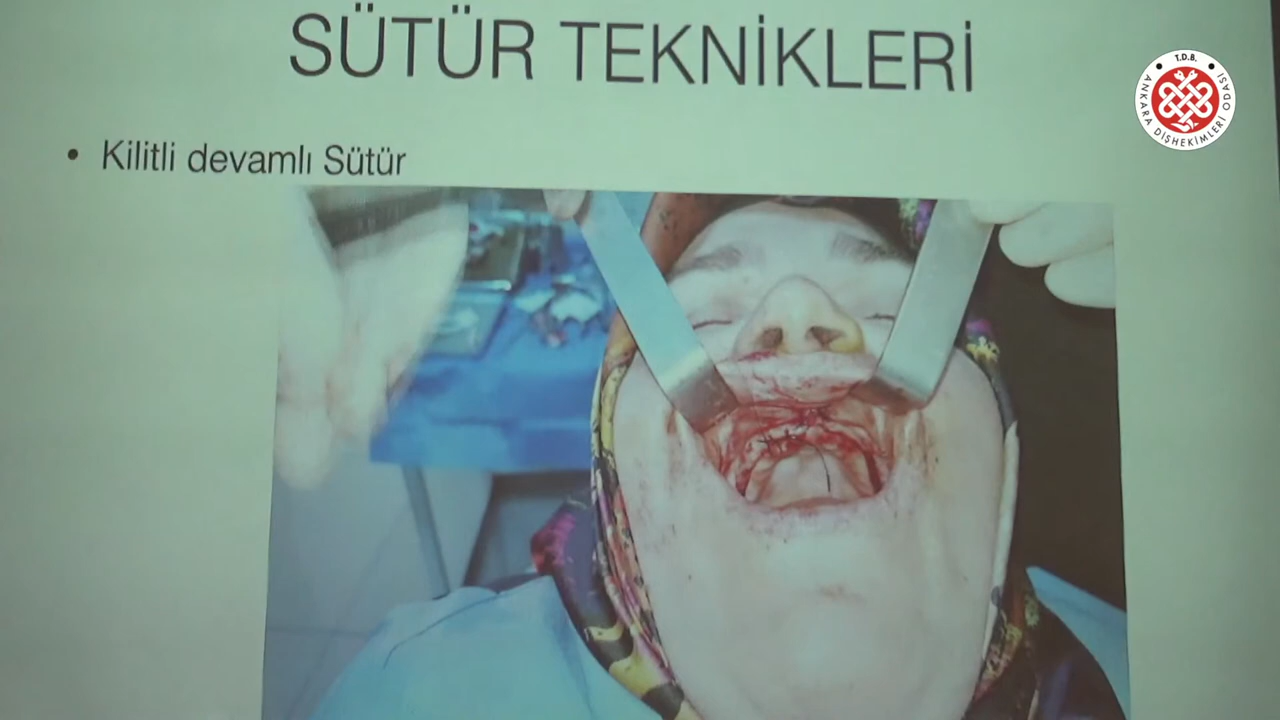 SÜTÜR TEKNİKLERİ
• Kilitli devamlı Sütür
T.D.B.
ANKARA DİŞHEKİMLERİ ODASI